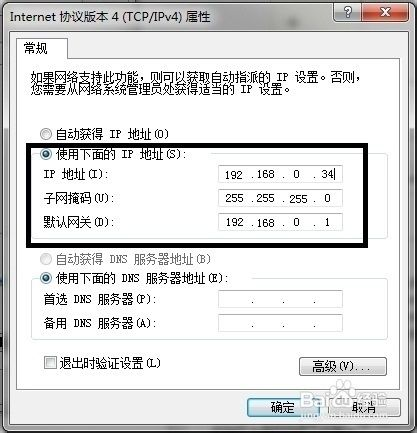 Internet 协议版本 4 (TCP/IPv4) 属性
常规
如果网络支持此功能，则可以获取自动指派的 IP 设置。否则，
您需要从网络系统管理员处获得适当的 IP 设置。
自动获得 IP 地址(O)
使用下面的 IP 地址(S):
IP 地址(I): 192 . 168 . 0 . 34
子网掩码(U): 255 . 255 . 255 . 0
默认网关(D): 192 . 168 . 0 . 1
自动获得 DNS 服务器地址(B)
使用下面的 DNS 服务器地址(E):
首选 DNS 服务器(P): . . .
备用 DNS 服务器(A): . . .
退出时验证设置(L)
高级(V)...
Baidu 经验
确定 取消